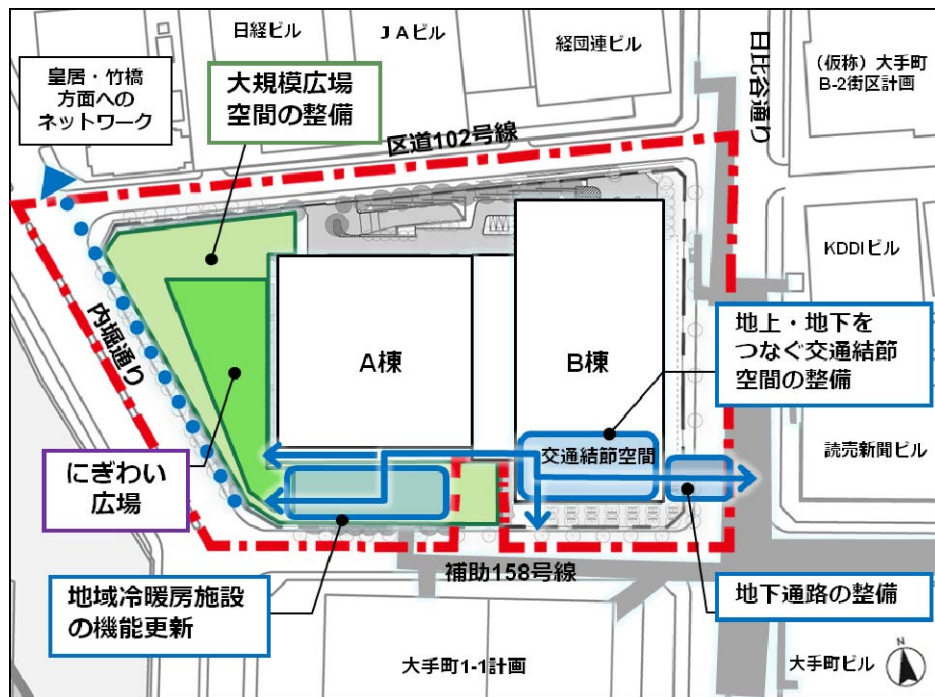 日経ビル
JAビル
経団連ビル
日比谷通り
（仮称）大手町
B-2街区計画
皇居・竹橋
方面への
ネットワーク
大規模広場
空間の整備
区道102号線
KDDIビル
内堀通り
A棟
B棟
地上・地下を
つなぐ交通結節
空間の整備
交通結節空間
読売新聞ビル
にぎわい
広場
補助158号線
地域冷暖房施設
の機能更新
地下通路の整備
大手町1-1計画
大手町ビル
N